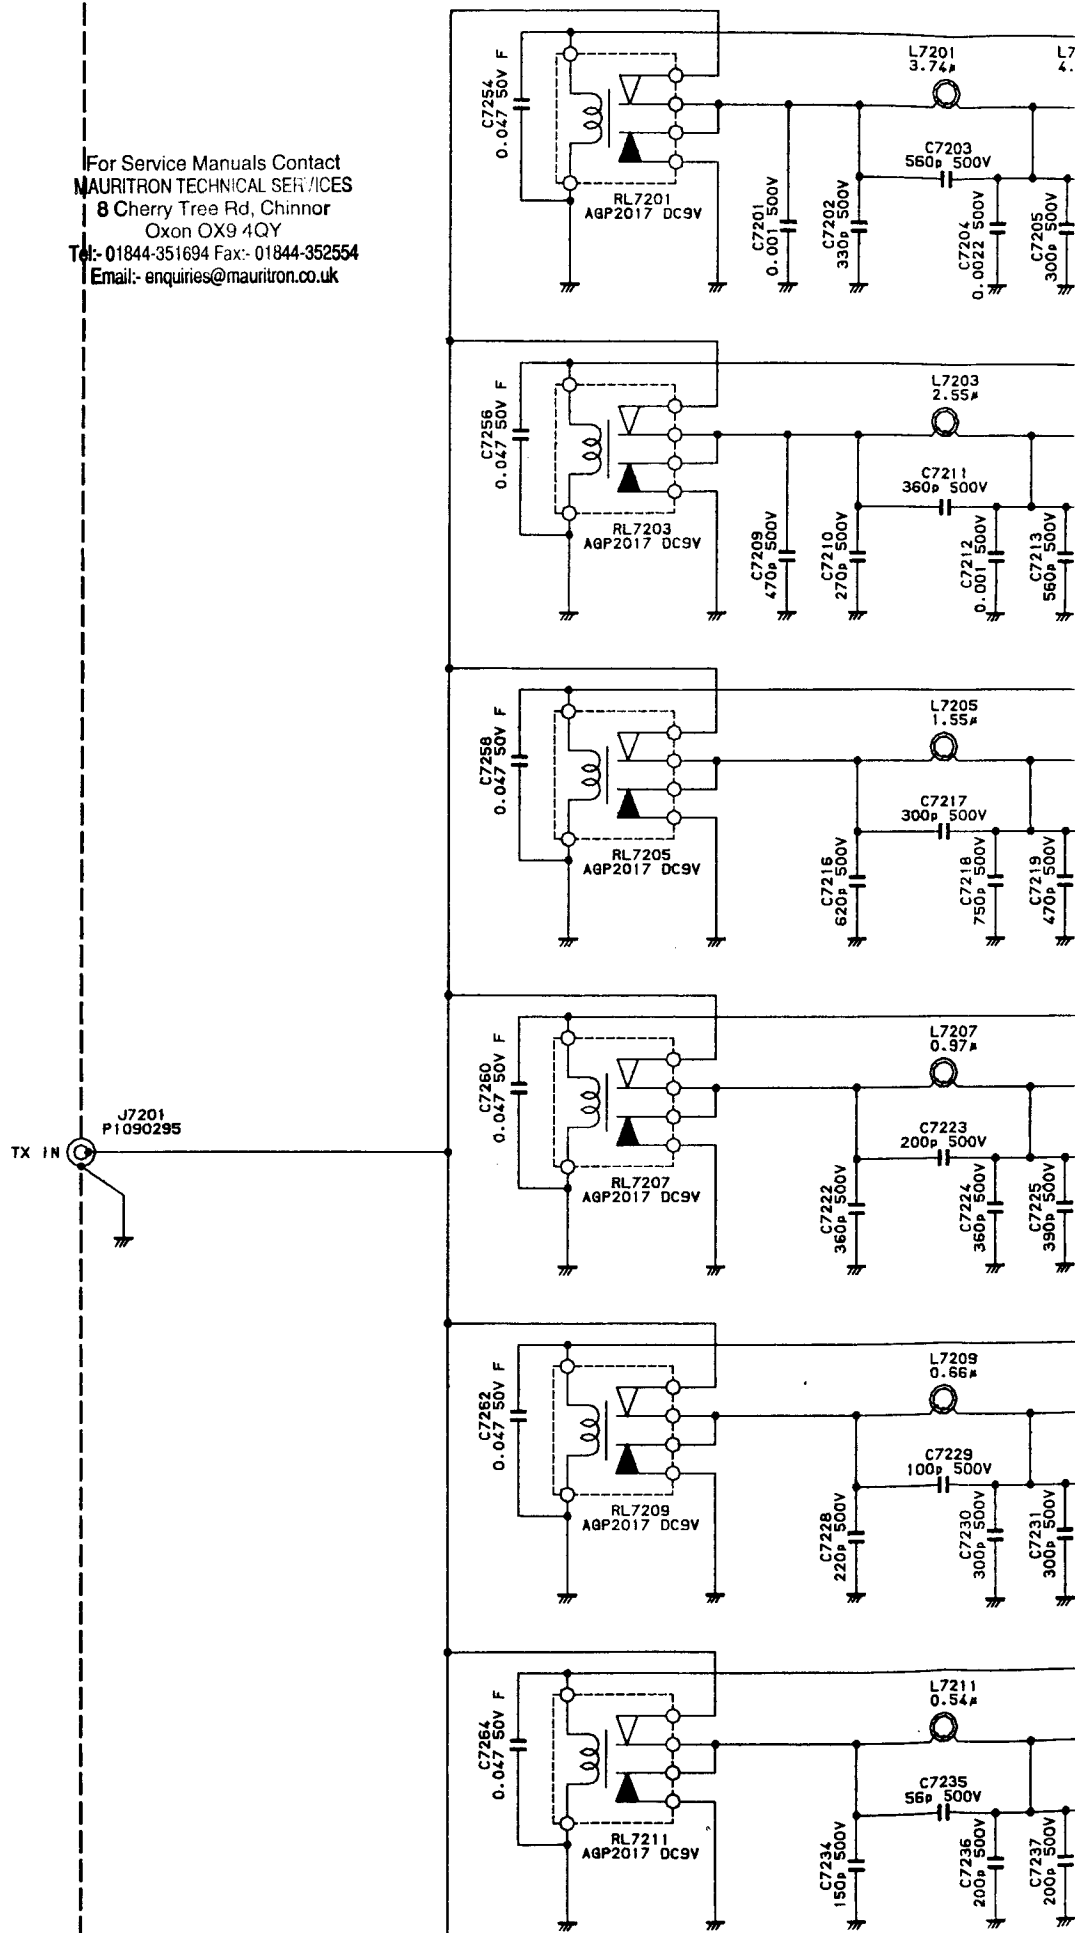 C7254
0.047 50V F
L7201
3.74μ
L7
4.
For Service Manuals Contact
MAURITRON TECHNICAL SERVICES
8 Cherry Tree Rd, Chinnor
Oxon OX9 4QY
Tel:- 01844-351694 Fax:- 01844-352554
Email:- enquiries@mauritron.co.uk
C7203
560p 500V
RL7201
AGP2017 DC9V
C7201
0.001 500V
C7202
330p 500V
C7204
0.0022 500V
C7205
300p 500V
C7256
0.047 50V F
L7203
2.55μ
C7211
360p 500V
RL7203
AGP2017 DC9V
C7209
470p 500V
C7210
270p 500V
C7212
0.001 500V
C7213
560p 500V
C7258
0.047 50V F
L7205
1.55μ
C7217
300p 500V
RL7205
AGP2017 DC9V
C7216
620p 500V
C7218
750p 500V
C7219
470p 500V
C7260
0.047 50V F
L7207
0.97μ
J7201
P1090295
TX IN
C7223
200p 500V
RL7207
AGP2017 DC9V
C7222
360p 500V
C7224
360p 500V
C7225
390p 500V
C7262
0.047 50V F
L7209
0.66μ
C7229
100p 500V
RL7209
AGP2017 DC9V
C7228
220p 500V
C7230
300p 500V
C7231
300p 500V
C7264
0.047 50V F
L7211
0.54μ
C7235
56p 500V
RL7211
AGP2017 DC9V
C7234
150p 500V
C7236
200p 500V
C7237
200p 500V